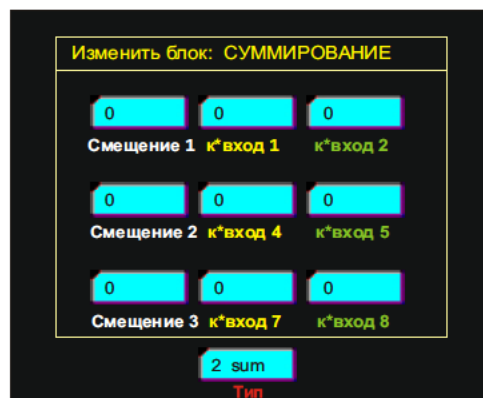 Изменить блок: СУММИРОВАНИЕ
0 0 0
Смещение 1 к*вход 1 к*вход 2
0 0 0
Смещение 2 к*вход 4 к*вход 5
0 0 0
Смещение 3 к*вход 7 к*вход 8
2 sum
Тип